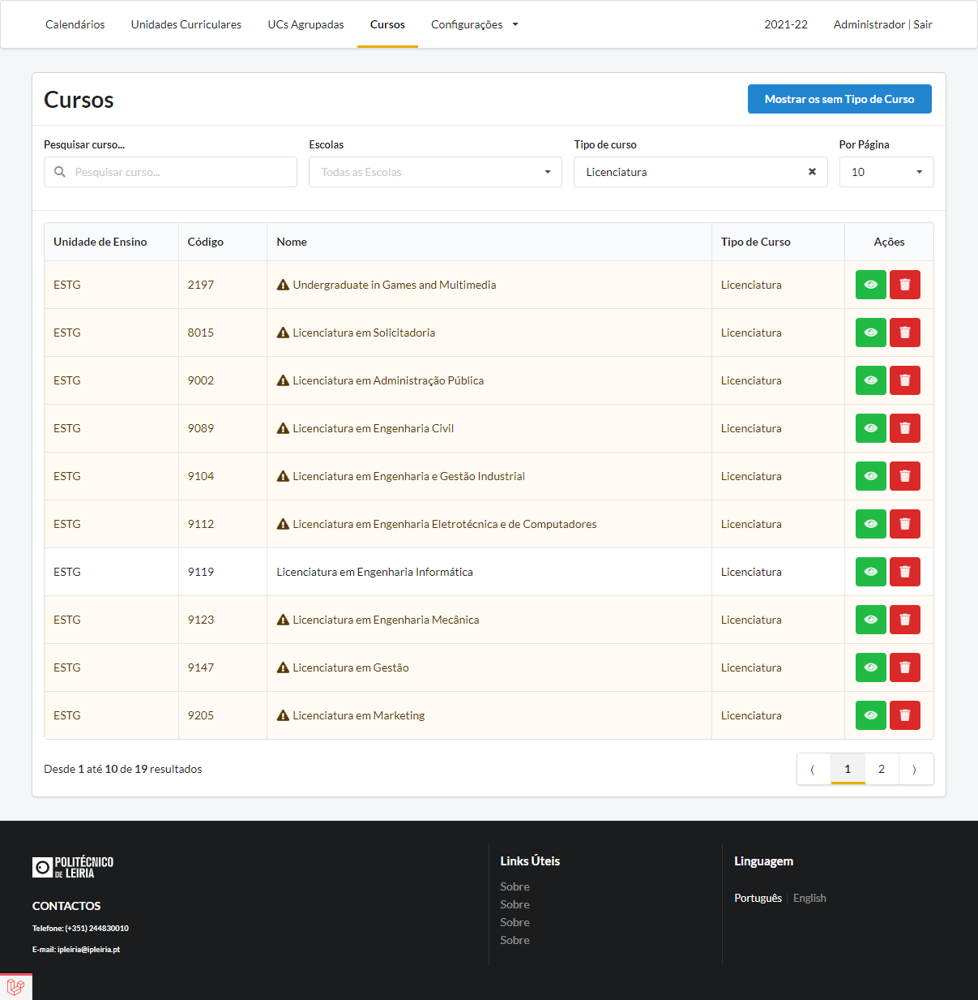 Calendários Unidades Curriculares UCs Agrupadas Cursos Configurações 2021-22 Administrador | Sair
Cursos Mostrar os sem Tipo de Curso
Pesquisar curso... Escolas Tipo de curso Por Página
Pesquisar curso... Todas as Escolas Licenciatura 10
Unidade de Ensino Código Nome Tipo de Curso Ações
ESTG 2197 Undergraduate in Games and Multimedia Licenciatura
ESTG 8015 Licenciatura em Solicitadoria Licenciatura
ESTG 9002 Licenciatura em Administração Pública Licenciatura
ESTG 9089 Licenciatura em Engenharia Civil Licenciatura
ESTG 9104 Licenciatura em Engenharia e Gestão Industrial Licenciatura
ESTG 9112 Licenciatura em Engenharia Eletrotécnica e de Computadores Licenciatura
ESTG 9119 Licenciatura em Engenharia Informática Licenciatura
ESTG 9123 Licenciatura em Engenharia Mecânica Licenciatura
ESTG 9147 Licenciatura em Gestão Licenciatura
ESTG 9205 Licenciatura em Marketing Licenciatura
Desde 1 até 10 de 19 resultados ⟨ 1 2 ⟩
POLITÉCNICO
DE LEIRIA
CONTACTOS
Telefone: (+351) 244830010
E-mail: ipleiria@ipleiria.pt
Links Úteis
Sobre
Sobre
Sobre
Sobre
Linguagem
Português | English